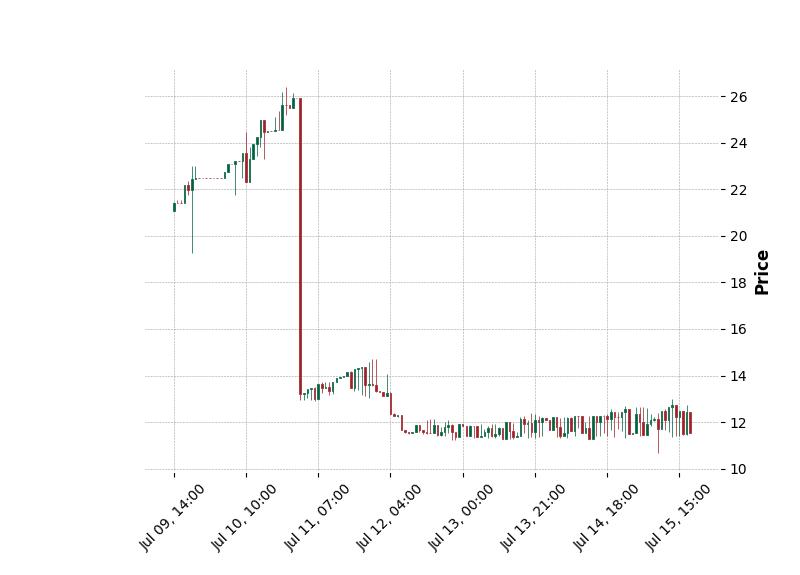 26
24
22
20
18
16
14
12
10
Price
Jul 09, 14:00
Jul 10, 10:00
Jul 11, 07:00
Jul 12, 04:00
Jul 13, 00:00
Jul 13, 21:00
Jul 14, 18:00
Jul 15, 15:00